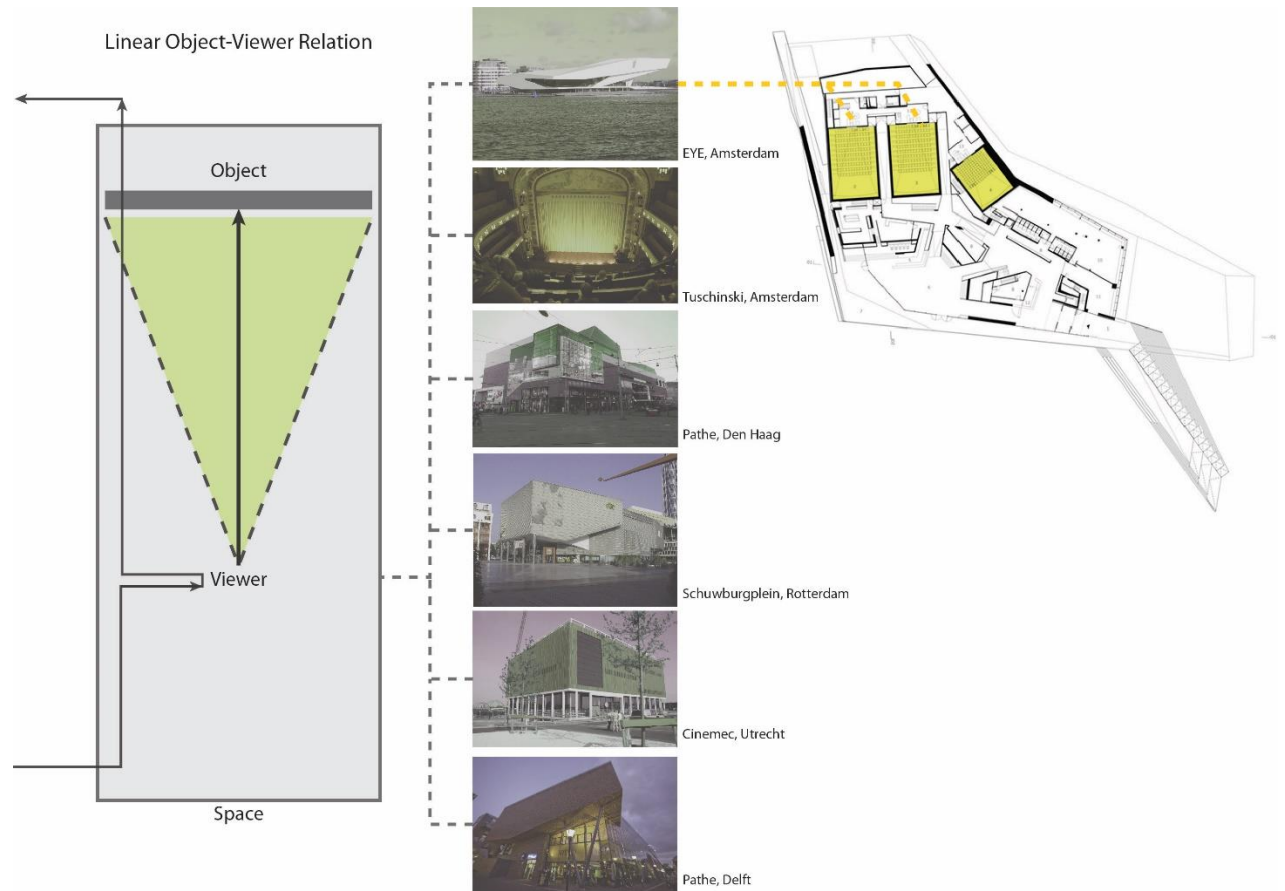 Linear Object-Viewer Relation
Object
Viewer
Space
EYE, Amsterdam
Tuschinski, Amsterdam
Pathe, Den Haag
Schuwburgplein, Rotterdam
Cinemec, Utrecht
Pathe, Delft